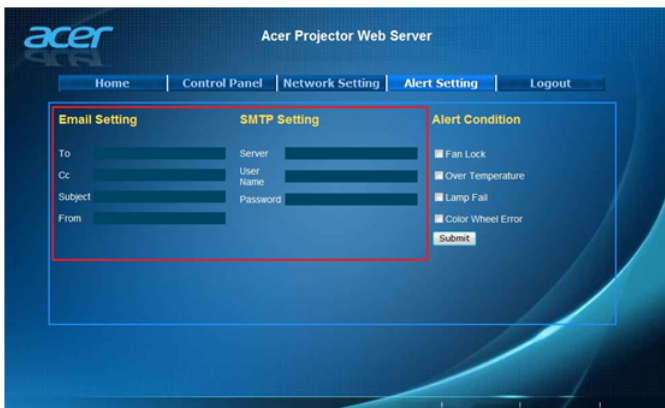 acer
Acer Projector Web Server
Home Control Panel Network Setting Alert Setting Logout
Email Setting
To
Cc
Subject
From
SMTP Setting
Server
User
Name
Password
Alert Condition
Fan Lock
Over Temperature
Lamp Fail
Color Wheel Error
Submit